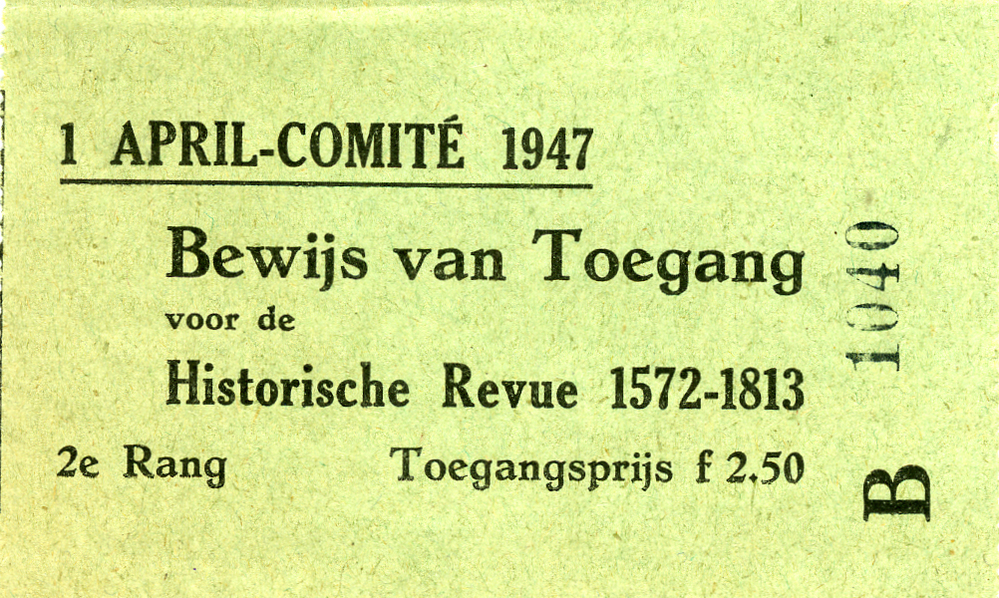 1 APRIL-COMITÉ 1947
Bewijs van Toegang
voor de
Historische Revue 1572-1813
2e Rang Toegangsprijs f 2.50
B 1040